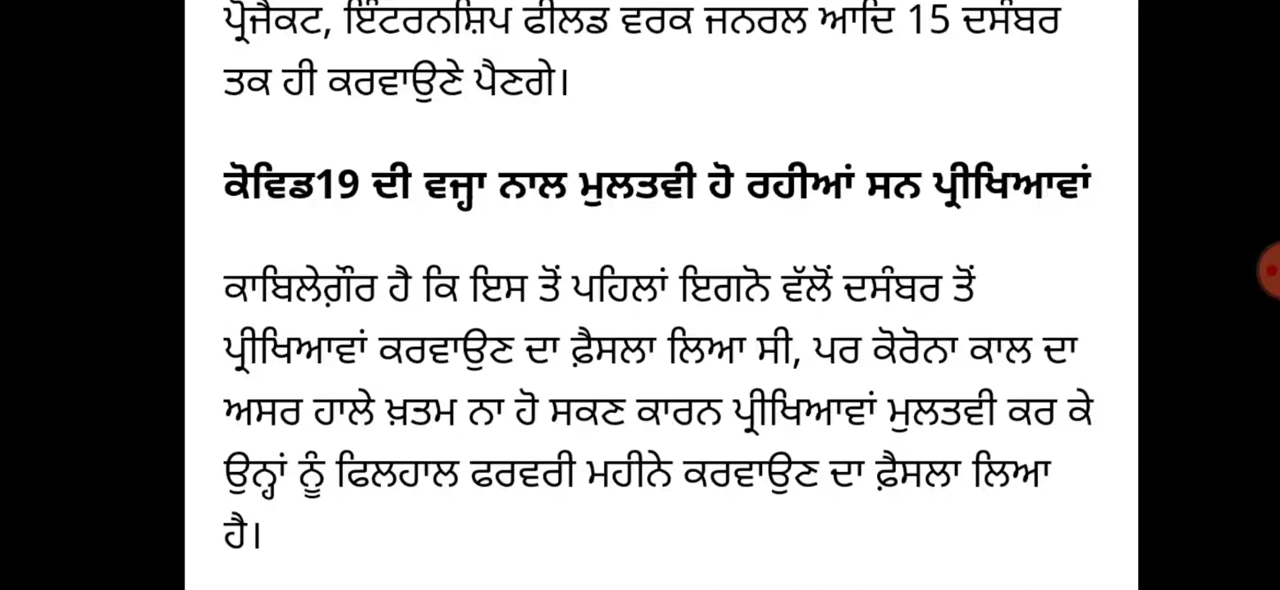 ਪ੍ਰੋਜੈਕਟ, ਇੰਟਰਨਸ਼ਿਪ ਫੀਲਡ ਵਰਕ ਜਨਰਲ ਆਦਿ 15 ਦਸੰਬਰ
ਤਕ ਹੀ ਕਰਵਾਉਣੇ ਪੈਣਗੇ।
ਕੋਵਿਡ19 ਦੀ ਵਜ੍ਹਾ ਨਾਲ ਮੁਲਤਵੀ ਹੋ ਰਹੀਆਂ ਸਨ ਪ੍ਰੀਖਿਆਵਾਂ
ਕਾਬਿਲੇਗ਼ੌਰ ਹੈ ਕਿ ਇਸ ਤੋਂ ਪਹਿਲਾਂ ਇਗਨੋ ਵੱਲੋਂ ਦਸੰਬਰ ਤੋਂ
ਪ੍ਰੀਖਿਆਵਾਂ ਕਰਵਾਉਣ ਦਾ ਫ਼ੈਸਲਾ ਲਿਆ ਸੀ, ਪਰ ਕੋਰੋਨਾ ਕਾਲ ਦਾ
ਅਸਰ ਹਾਲੇ ਖ਼ਤਮ ਨਾ ਹੋ ਸਕਣ ਕਾਰਨ ਪ੍ਰੀਖਿਆਵਾਂ ਮੁਲਤਵੀ ਕਰ ਕੇ
ਉਨ੍ਹਾਂ ਨੂੰ ਫਿਲਹਾਲ ਫਰਵਰੀ ਮਹੀਨੇ ਕਰਵਾਉਣ ਦਾ ਫ਼ੈਸਲਾ ਲਿਆ
ਹੈ।